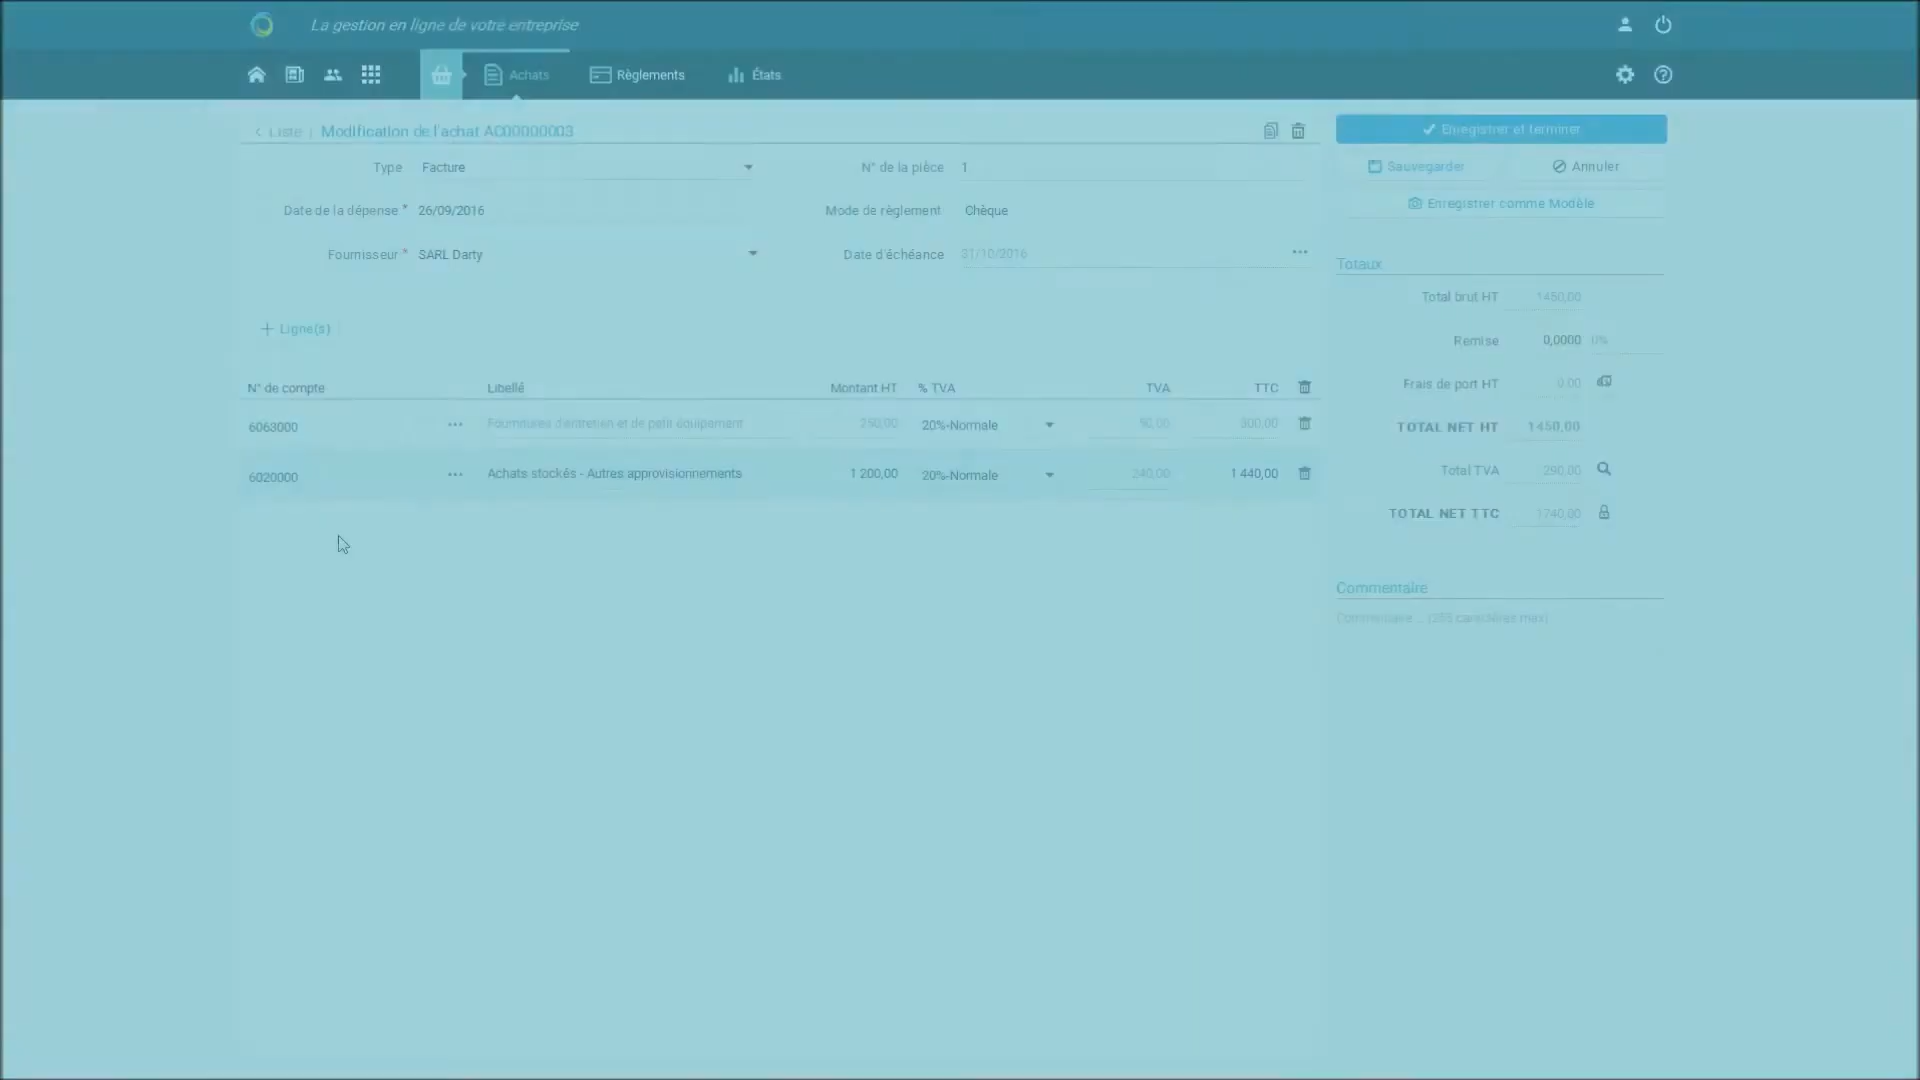 La gestion en ligne de votre entreprise
Achats
Règlements
États
Liste | Modification de l'achat AC00000003
Type Facture
N° de la pièce 1
Date de la dépense * 26/09/2016
Mode de règlement Chèque
Fournisseur * SARL Darty
Date d'échéance 31/10/2016
+ Ligne(s)
N° de compte Libellé Montant HT % TVA TVA TTC
6063000 Fournitures d'entretien et de petit équipement 250,00 20%-Normale 50,00 300,00
6020000 Achats stockés - Autres approvisionnements 1 200,00 20%-Normale 240,00 1 440,00
Enregistrer et terminer
Sauvegarder
Annuler
Enregistrer comme Modèle
Totaux
Total brut HT 1450,00
Remise 0,0000 0%
Frais de port HT 0,00
TOTAL NET HT 1450,00
Total TVA 290,00
TOTAL NET TTC 1740,00
Commentaire
Commentaire... (255 caractères max)